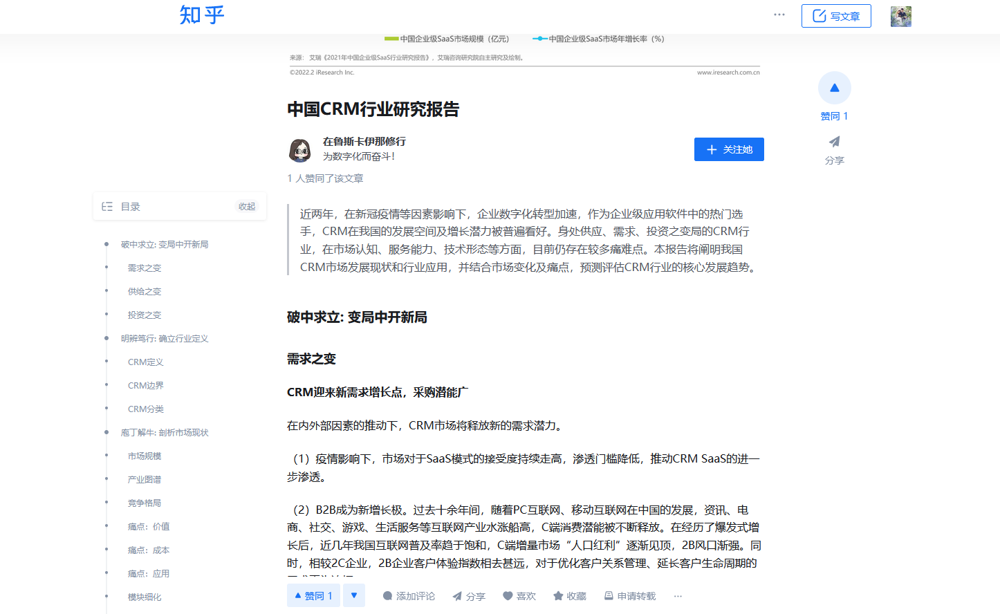 知乎
··· 写文章
中国企业级SaaS市场规模（亿元） 中国企业级SaaS市场年增长率（%）
来源： 艾瑞《2021年中国企业级SaaS行业研究报告》，艾瑞咨询研究院自主研究及绘制。
©2022.2 iResearch Inc. www.iresearch.com.cn
中国CRM行业研究报告
在鲁斯卡伊那修行
为数字化而奋斗！
+ 关注她
1 人赞同了该文章
赞同 1
分享
目录 收起
破中求立: 变局中开新局
需求之变
供给之变
投资之变
明辨笃行: 确立行业定义
CRM定义
CRM边界
CRM分类
庖丁解牛: 剖析市场现状
市场规模
产业图谱
竞争格局
痛点：价值
痛点：成本
痛点：应用
模块细化
近两年，在新冠疫情等因素影响下，企业数字化转型加速，作为企业级应用软件中的热门选
手，CRM在我国的发展空间及增长潜力被普遍看好。身处供应、需求、投资之变局的CRM行
业，在市场认知、服务能力、技术形态等方面，目前仍存在较多痛难点。本报告将阐明我国
CRM市场发展现状和行业应用，并结合市场变化及痛点，预测评估CRM行业的核心发展趋势。
破中求立: 变局中开新局
需求之变
CRM迎来新需求增长点，采购潜能广
在内外部因素的推动下，CRM市场将释放新的需求潜力。
（1）疫情影响下，市场对于SaaS模式的接受度持续走高，渗透门槛降低，推动CRM SaaS的进一
步渗透。
（2）B2B成为新增长极。过去十余年间，随着PC互联网、移动互联网在中国的发展，资讯、电
商、社交、游戏、生活服务等互联网产业水涨船高，C端消费潜能被不断释放。在经历了爆发式增
长后，近几年我国互联网普及率趋于饱和，C端增量市场“人口红利”逐渐见顶，2B风口渐强。同
时，相较2C企业，2B企业客户体验指数相去甚远，对于优化客户关系管理、延长客户生命周期的
赞同 1 添加评论 分享 喜欢 收藏 申请转载 ···